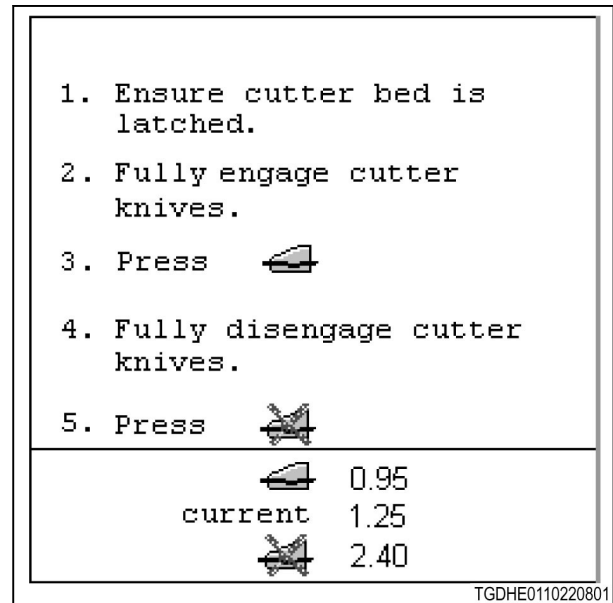 1. Ensure cutter bed is
latched.
2. Fully engage cutter
knives.
3. Press
4. Fully disengage cutter
knives.
5. Press
0.95
current 1.25
2.40
TGDHE0110220801